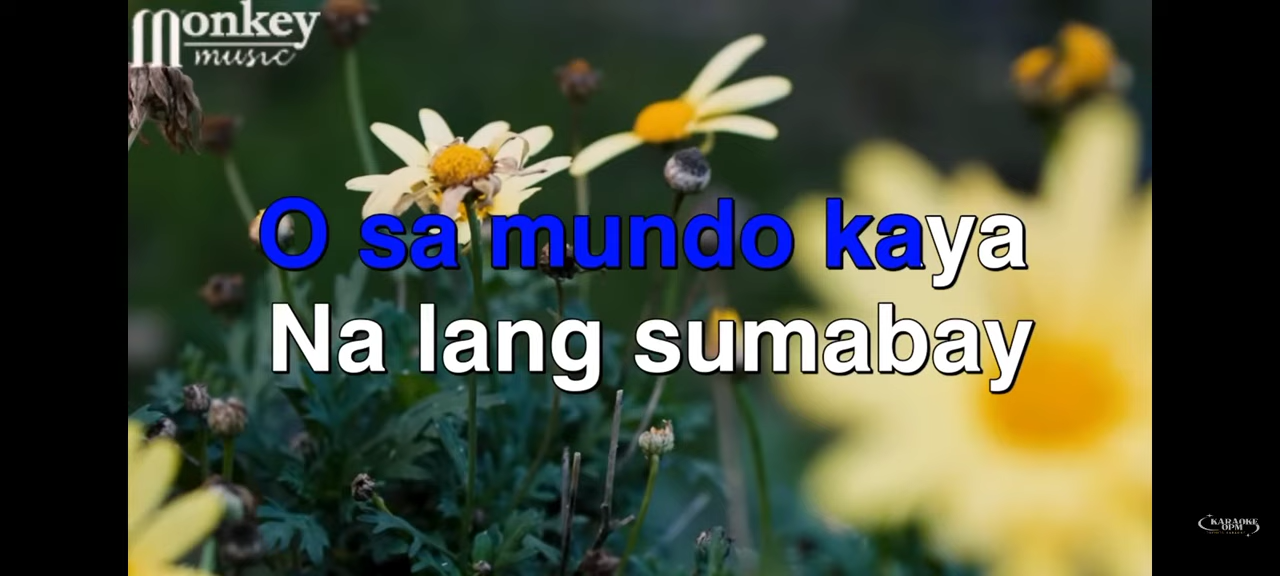 Monkey
music
O sa mundo kaya
Na lang sumabay
KARAOKE
OPM